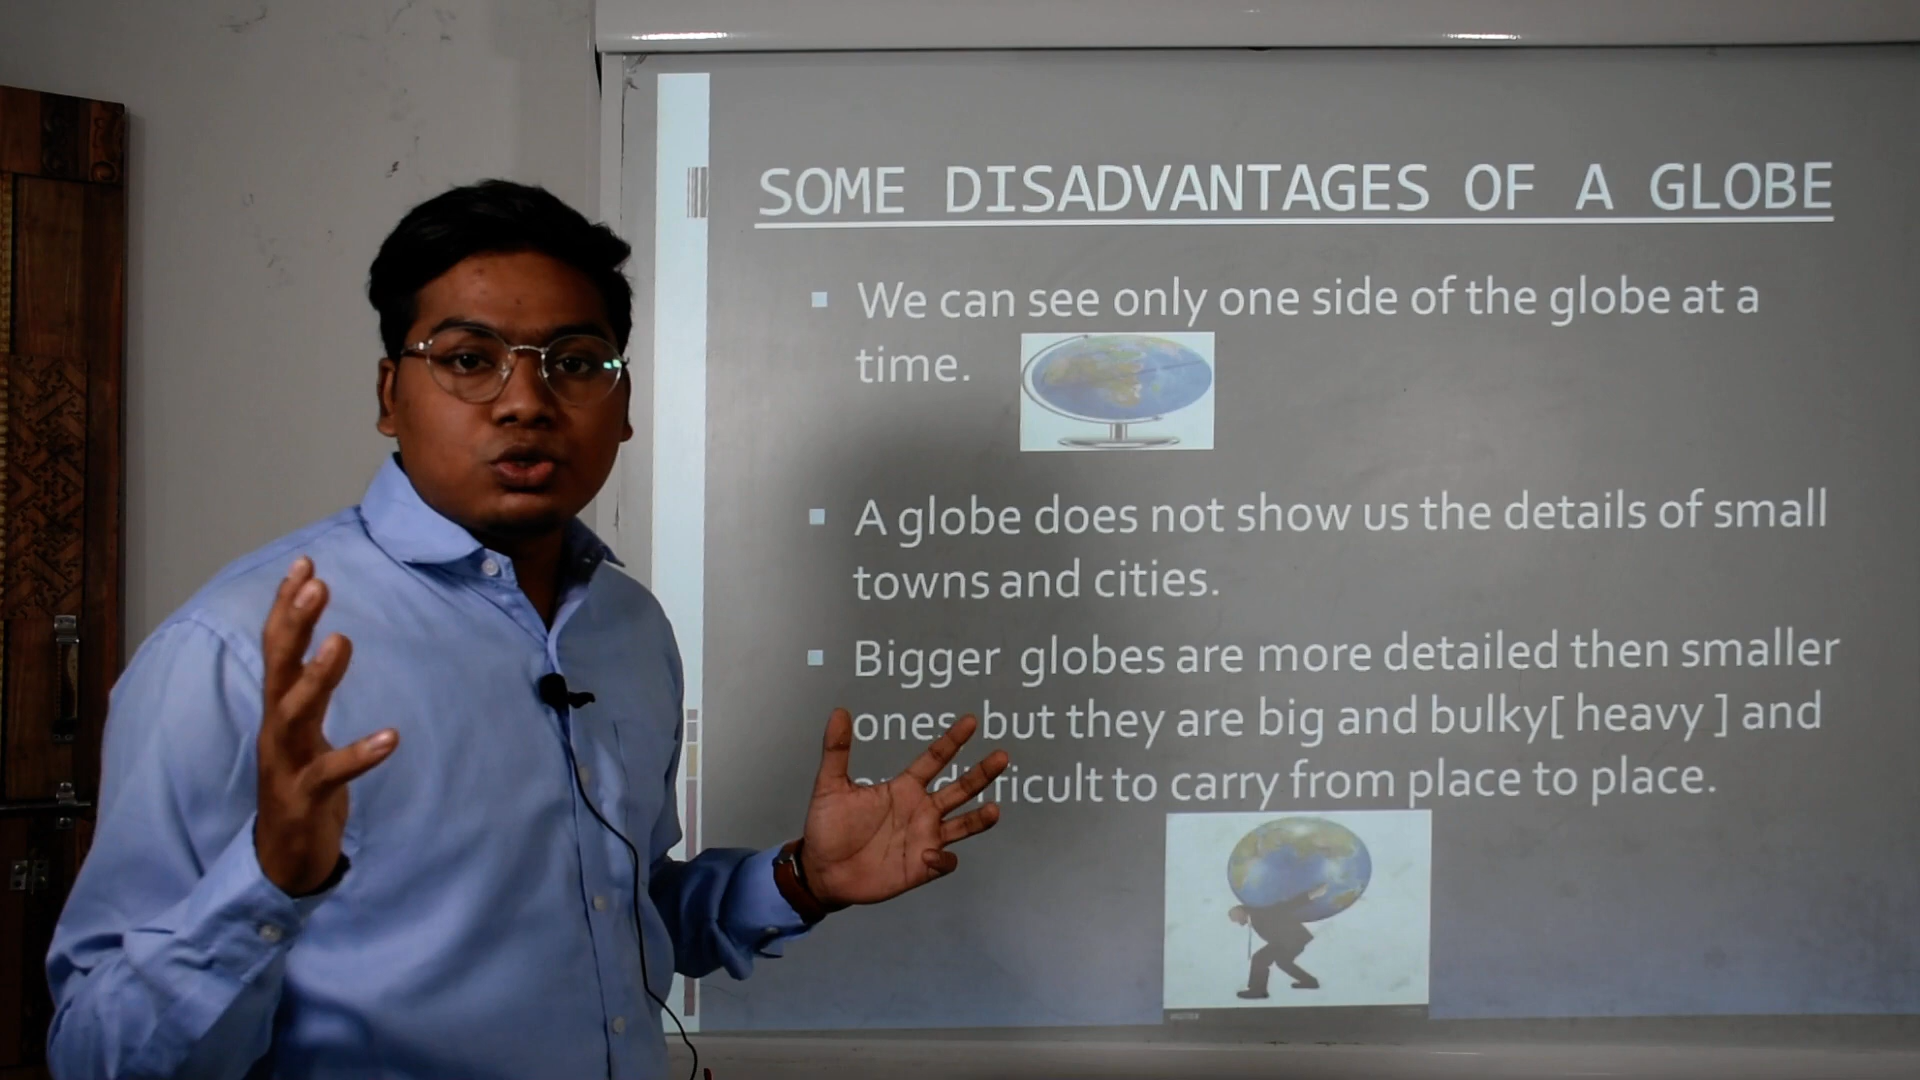 SOME DISADVANTAGES OF A GLOBE
We can see only one side of the globe at a
time.
A globe does not show us the details of small
towns and cities.
Bigger globes are more detailed then smaller
ones, but they are big and bulky[ heavy ] and
difficult to carry from place to place.